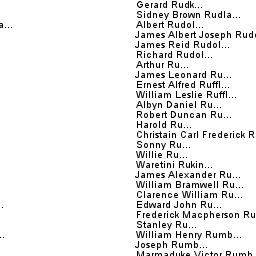 Gerard Rudk...
Sidney Brown Rudla...
a...
Albert Rudol...
James Albert Joseph Rud
James Reid Rudol...
Richard Rudol...
Arthur Ru...
James Leonard Ru...
Ernest Alfred Ruffl...
William Leslie Ruffl...
Albyn Daniel Ru...
Robert Duncan Ru...
Harold Ru...
Christain Carl Frederick R
Sonny Ru...
Willie Ru...
Waretini Rukin...
James Alexander Ru...
William Bramwell Ru...
Clarence William Ru...
Edward John Ru...
Frederick Macpherson Ru
Stanley Ru...
William Henry Rumb...
Joseph Rumb...
Marmaduke Victor Rumb